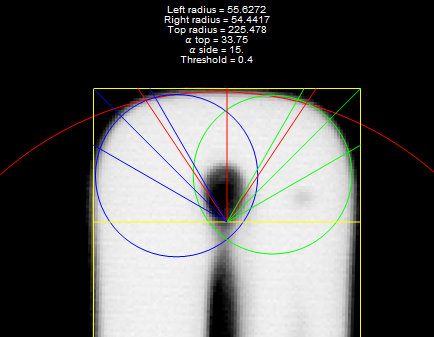 Left radius = 55.6272
Right radius = 54.4417
Top radius = 225.478
α top = 33.75
α side = 15.
Threshold = 0.4